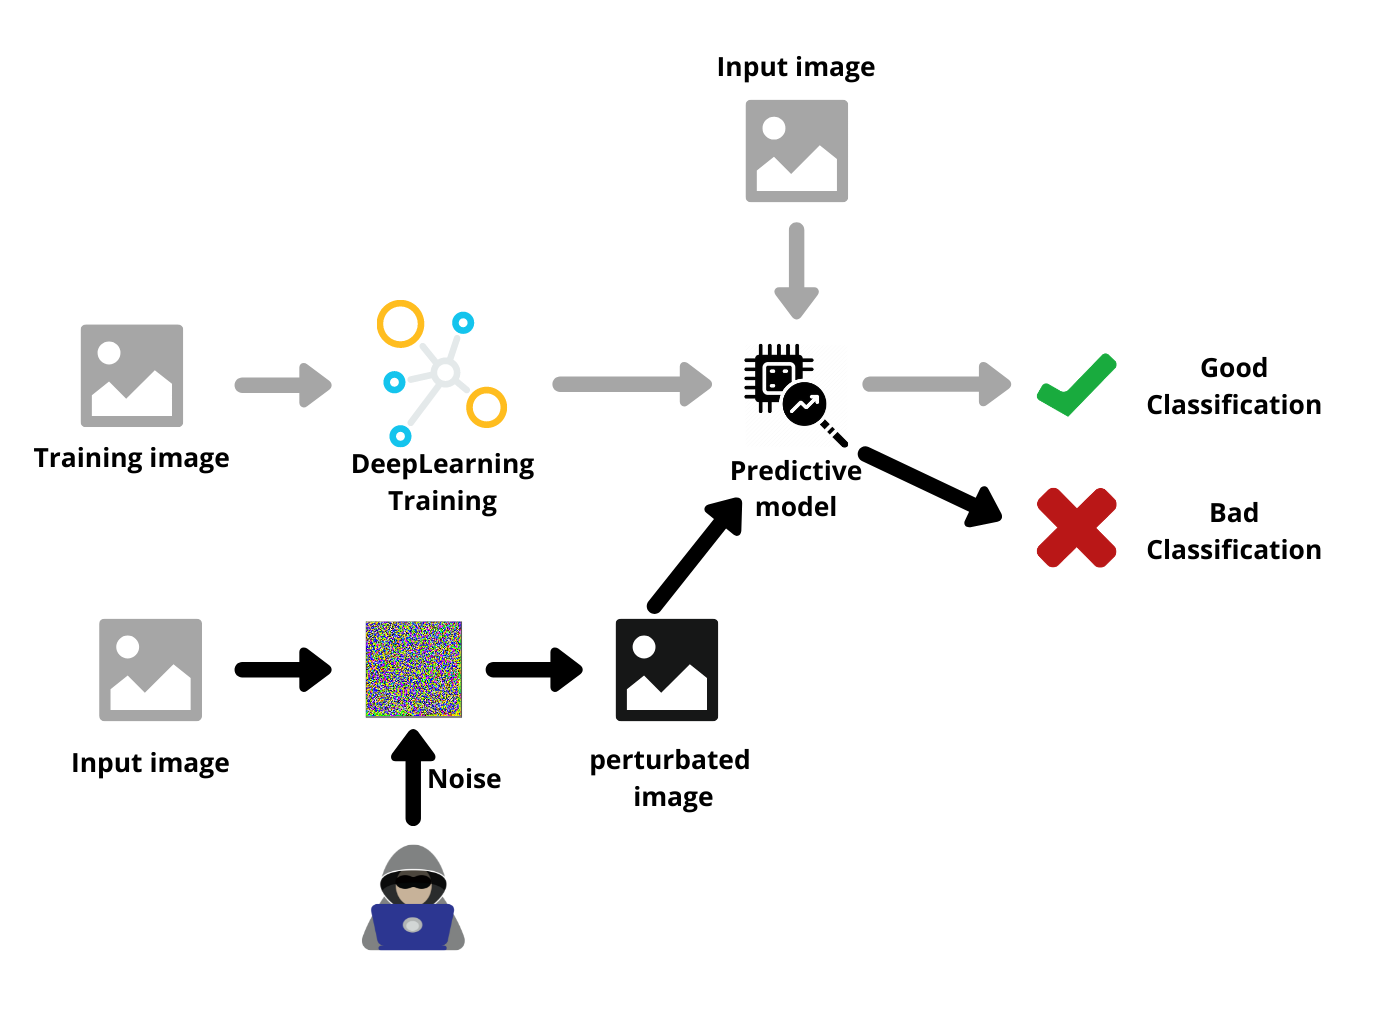 Input image
Training image
DeepLearning
Training
Predictive
model
Good
Classification
Bad
Classification
Input image
Noise
perturbated
image